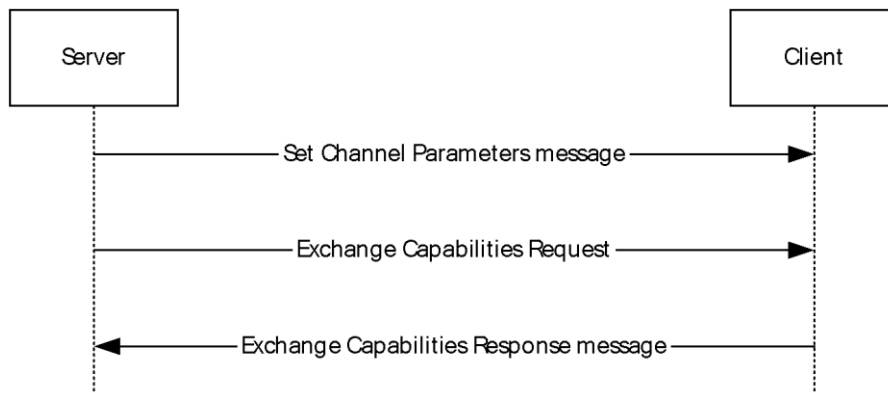 Server
Client
Set Channel Parameters message
Exchange Capabilities Request
Exchange Capabilities Response message